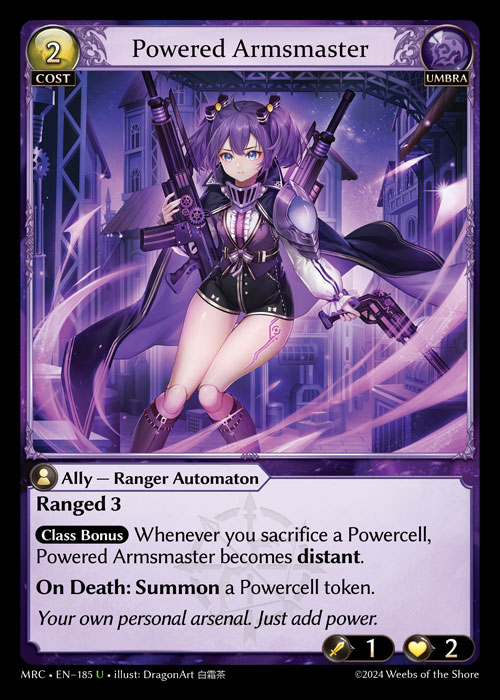 2
Powered Armsmaster
COST
UMBRA
Ally — Ranger Automaton
Ranged 3
Class Bonus Whenever you sacrifice a Powercell,
Powered Armsmaster becomes distant.
On Death: Summon a Powercell token.
Your own personal arsenal. Just add power.
1
2
MRC • EN-185 U • illust: DragonArt 白霜茶
©2024 Weebs of the Shore